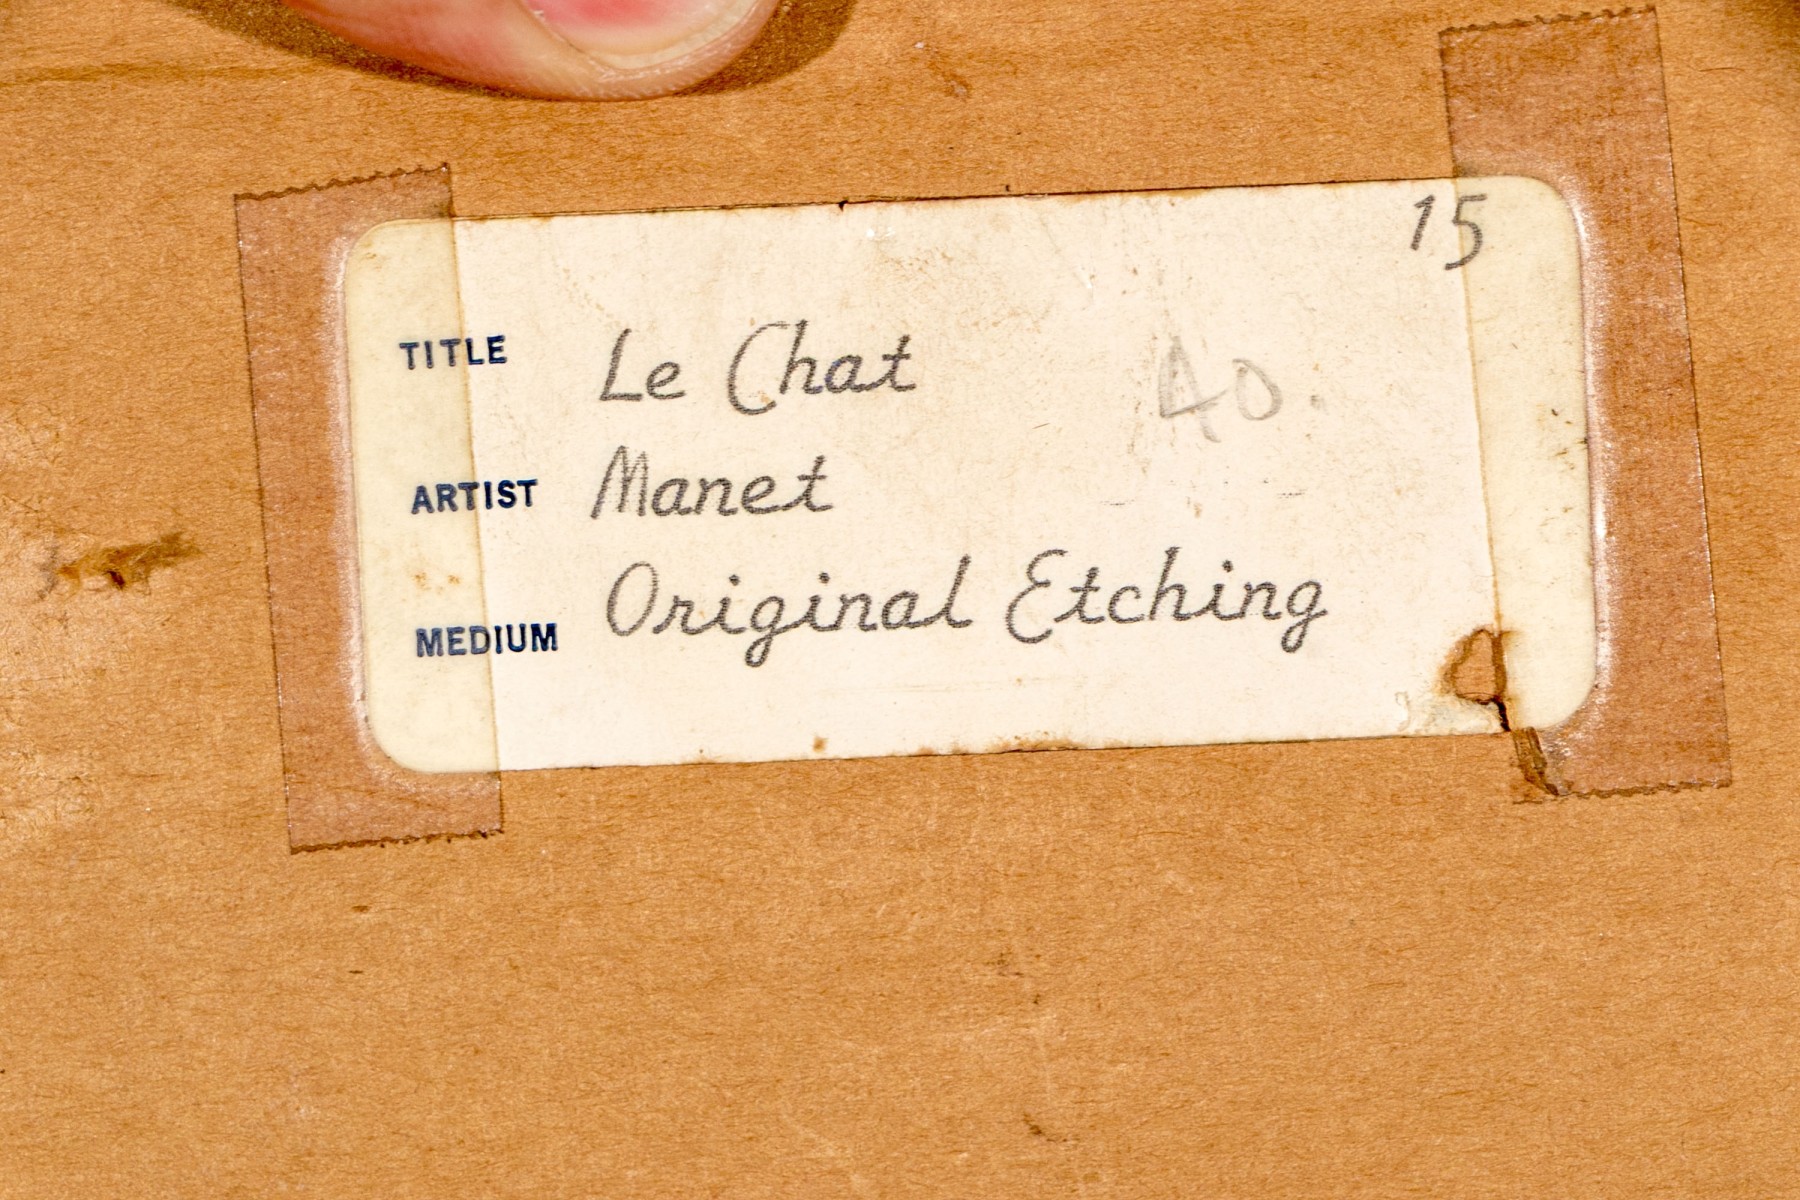 15
TITLE Le Chat
40.
ARTIST Manet
MEDIUM Original Etching